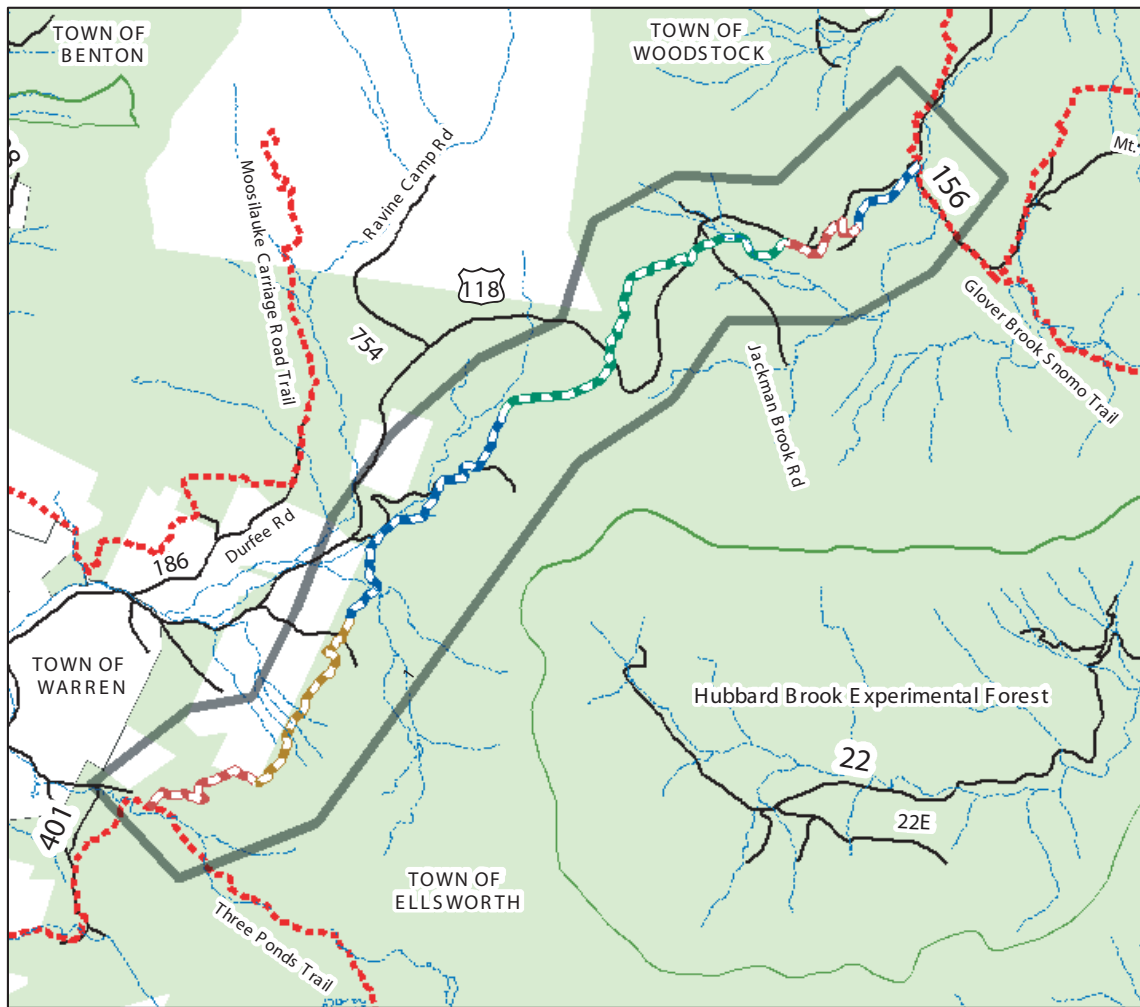 TOWN OF
BENTON
TOWN OF
WOODSTOCK
Mt.
Ravine Camp Rd
Moosilauke Carriage Road Trail
156
118
Glover Brook Snomo Trail
754
Jackman Brook Rd
Durfee Rd
186
TOWN OF
WARREN
Hubbard Brook Experimental Forest
22
22E
401
TOWN OF
ELLSWORTH
Three Ponds Trail